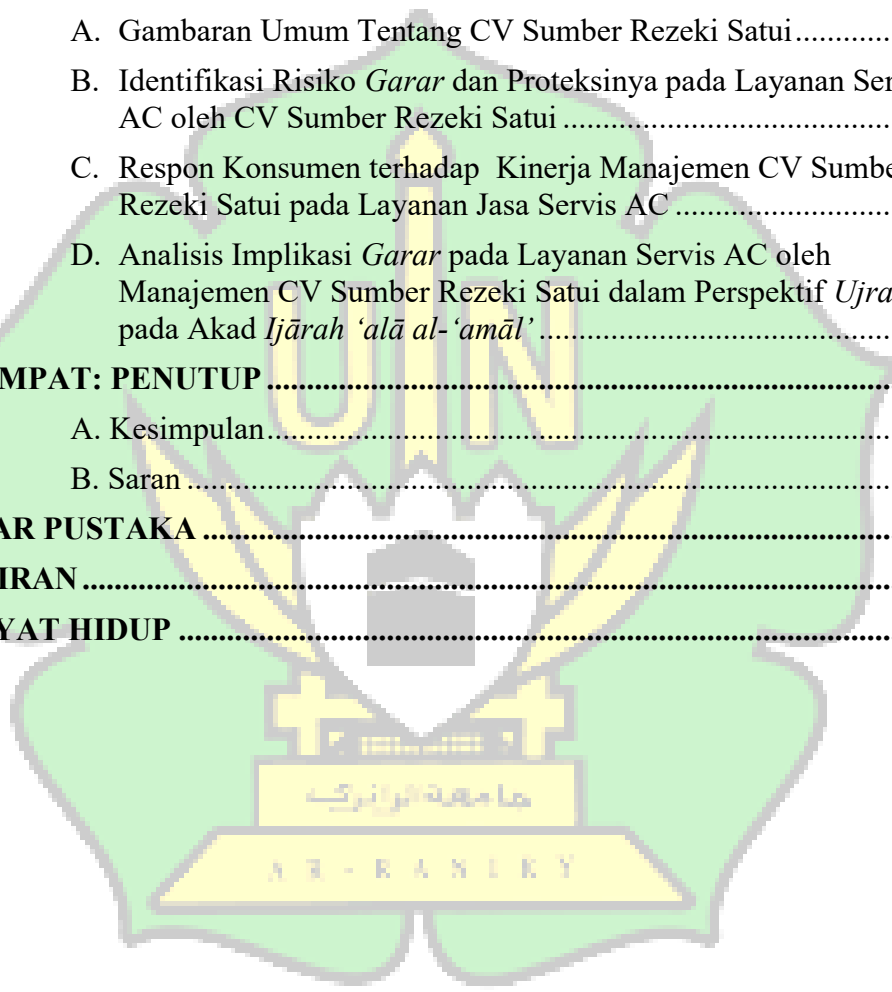 A. Gambaran Umum Tentang CV Sumber Rezeki Satui............
B. Identifikasi Risiko Garar dan Proteksinya pada Layanan Ser
AC oleh CV Sumber Rezeki Satui............
C. Respon Konsumen terhadap Kinerja Manajemen CV Sumbe
Rezeki Satui pada Layanan Jasa Servis AC............
D. Analisis Implikasi Garar pada Layanan Servis AC oleh
Manajemen CV Sumber Rezeki Satui dalam Perspektif Ujra
pada Akad Ijārah ‘alā al-‘amāl’............
MPAT: PENUTUP............
A. Kesimpulan............
B. Saran............
AR PUSTAKA............
IRAN............
YAT HIDUP............
UIN
جامعة الرانري
AR-RANIRY